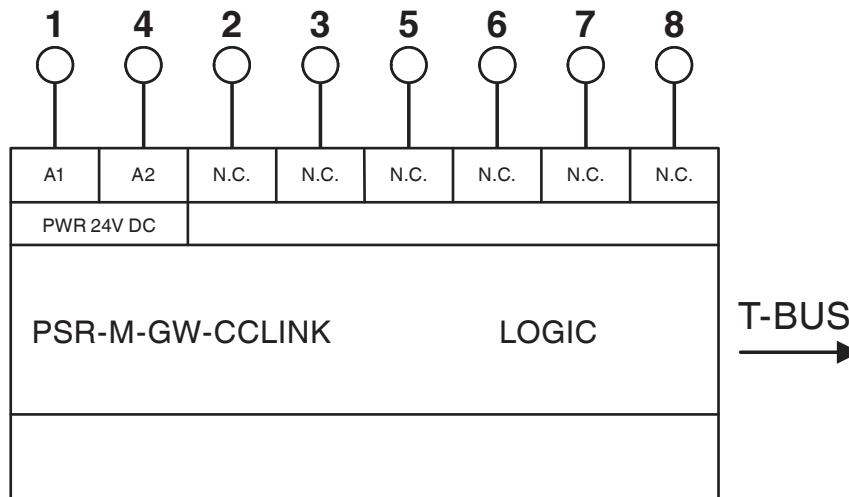 1 4 2 3 5 6 7 8
A1 A2 N.C. N.C. N.C. N.C. N.C. N.C.
PWR 24V DC
PSR-M-GW-CCLINK LOGIC
T-BUS